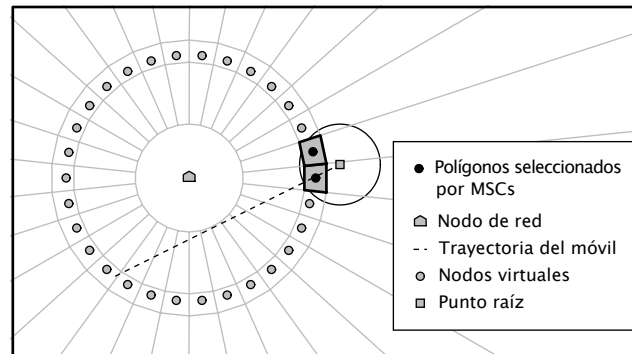 Polígonos seleccionados
por MSCs
Nodo de red
Trayectoria del móvil
Nodos virtuales
Punto raíz